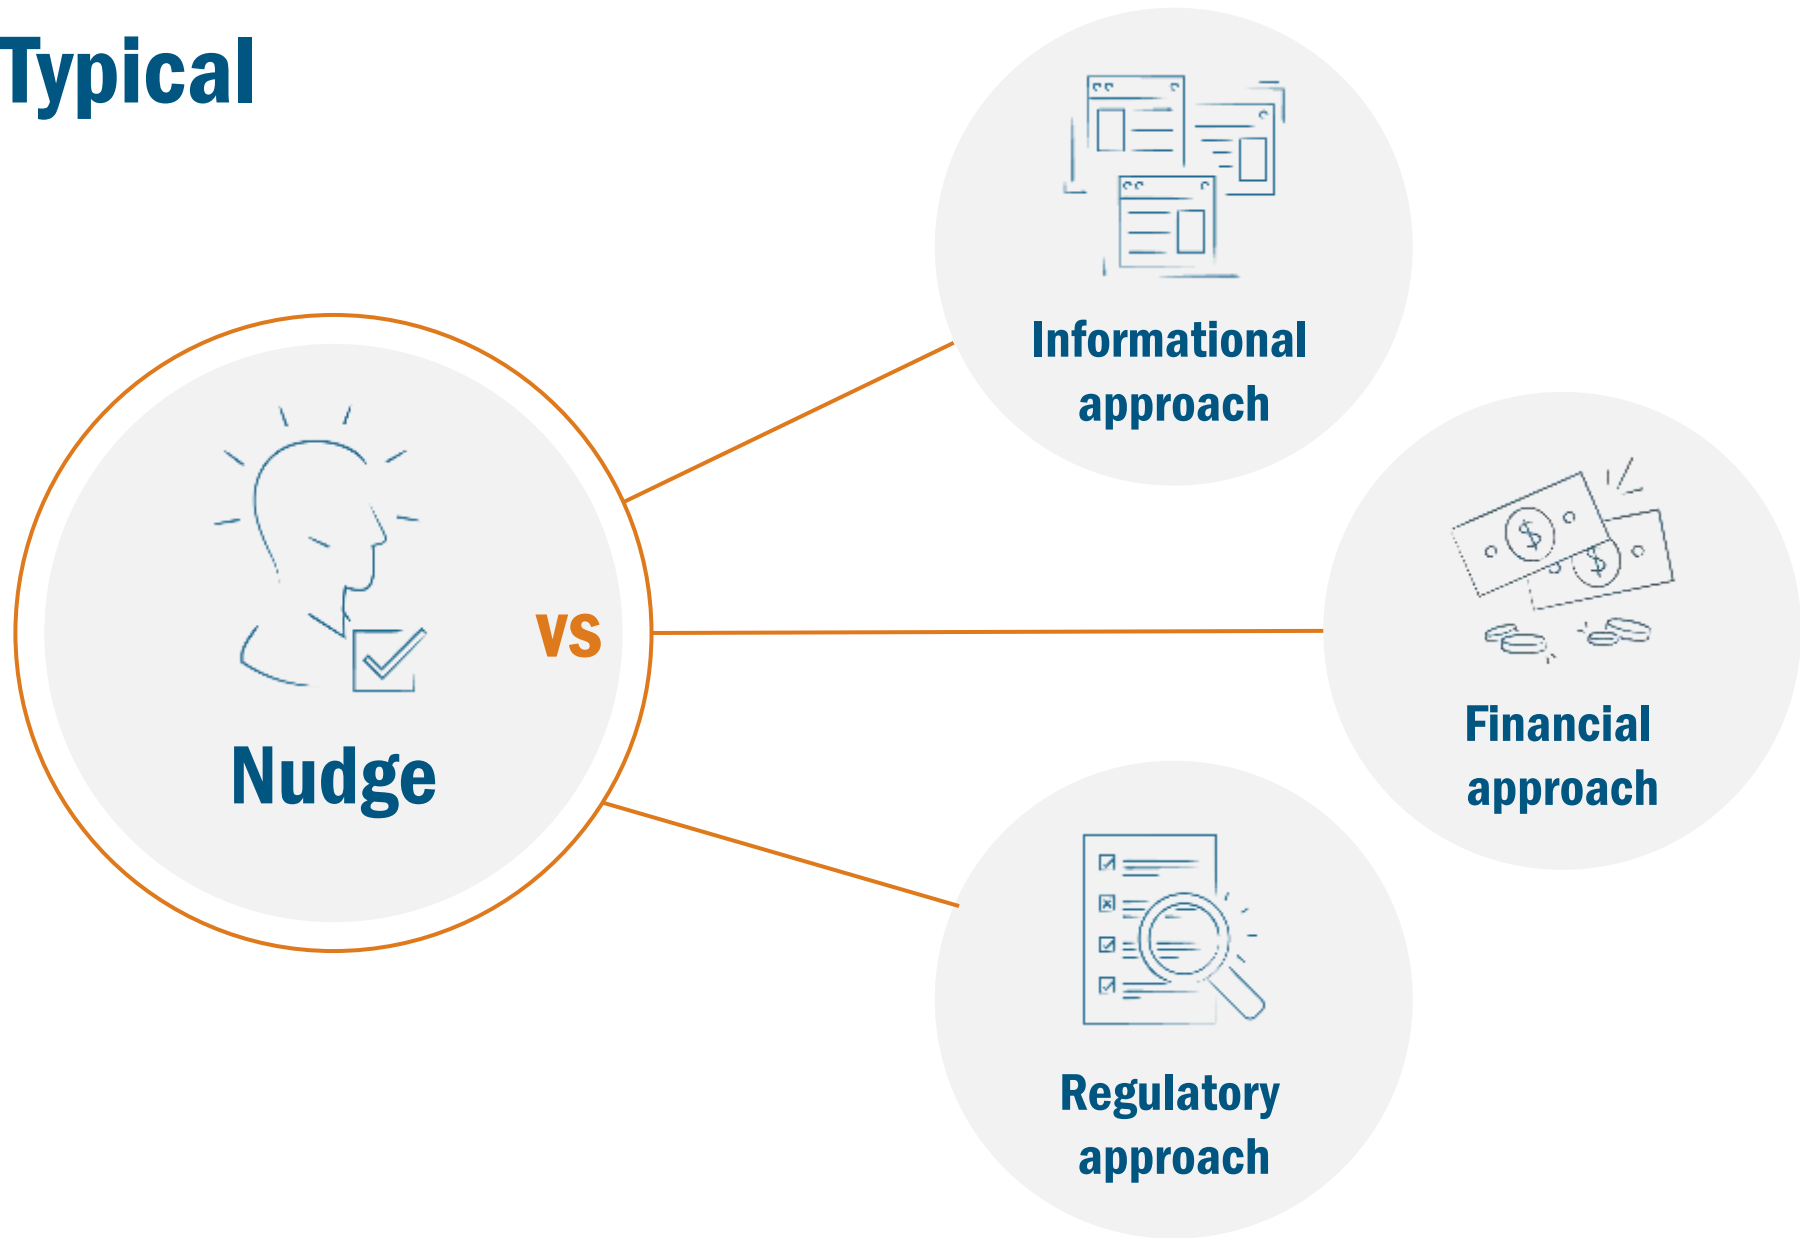 Typical
Informational
approach
vs
Nudge
Financial
approach
Regulatory
approach